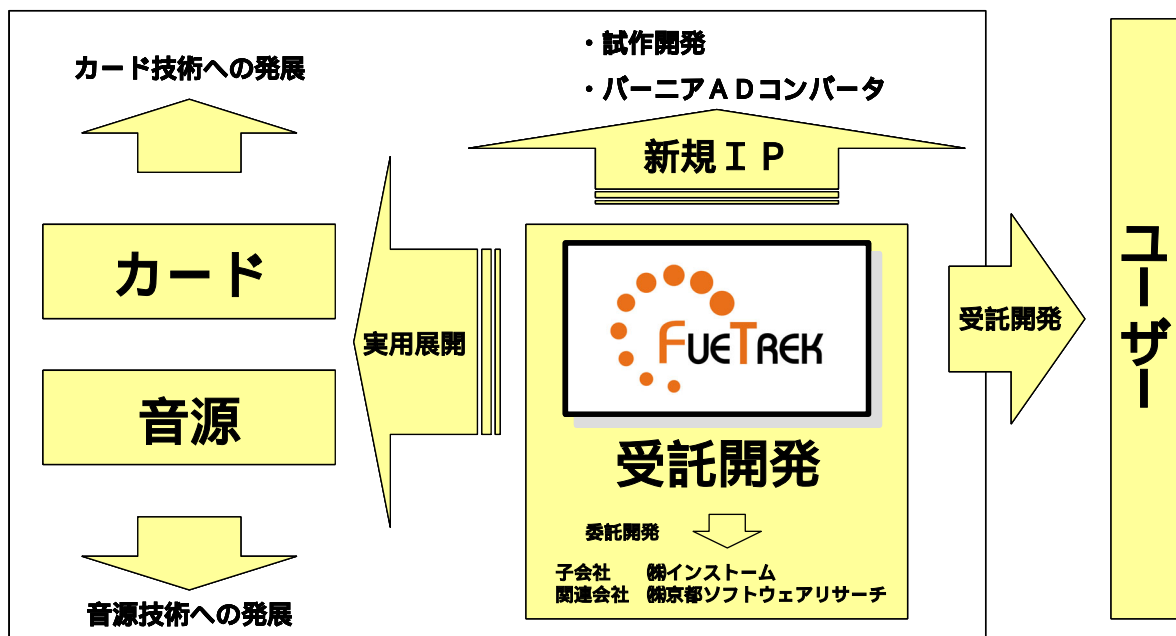 ・試作開発
・バーニアＡＤコンバータ
カード技術への発展
新規ＩＰ
カード
音源
実用展開
FUETREK
受託開発
委託開発
子会社　㈱インストーム
関連会社　㈱京都ソフトウェアリサーチ
音源技術への発展
受託開発
ユーザー